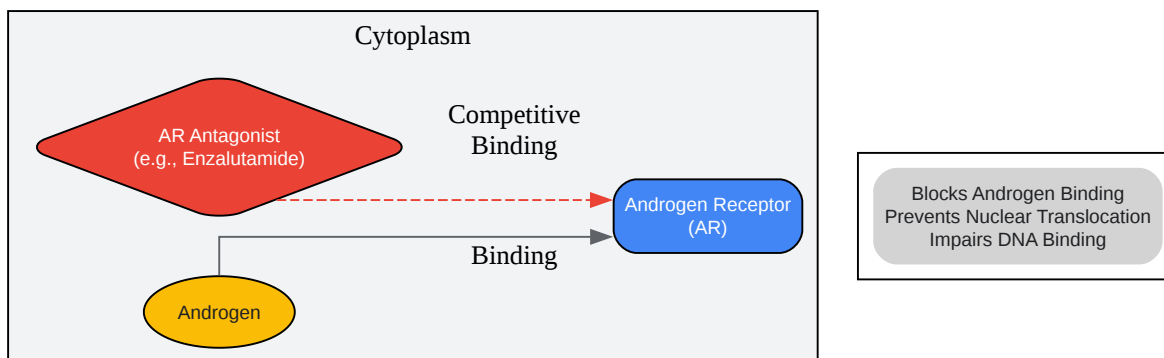 Cytoplasm
AR Antagonist
(e.g., Enzalutamide)
Competitive
Binding
Androgen Receptor
(AR)
Binding
Androgen
Blocks Androgen Binding
Prevents Nuclear Translocation
Impairs DNA Binding